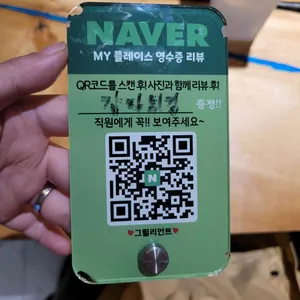 NAVER
MY 플레이스 영수증 리뷰
QR코드를 스캔 후! 사진과 함께 리뷰 후!
증정!!
직원에게 꼭!! 보여주세요~
N
♥그릴리언트♥